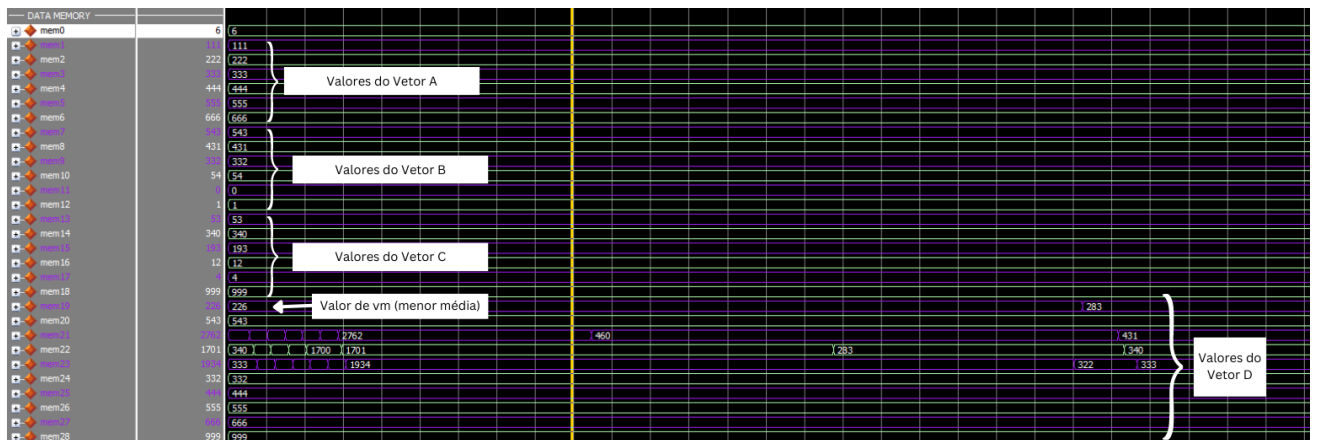 DATA MEMORY
mem0 6 6
mem1 111 111
mem2 222 222
mem3 333 333
Valores do Vetor A
mem4 444 444
mem5 555 555
mem6 666 666
mem7 543 543
mem8 431 431
mem9 332 332
Valores do Vetor B
mem10 54 54
mem11 0 0
mem12 1 1
mem13 53 53
mem14 340 340
mem15 193 193
Valores do Vetor C
mem16 12 12
mem17 4 4
mem18 999 999
mem19 226 226 283
Valor de vm (menor média)
mem20 543 543
mem21 2762 2762 460 431
mem22 1701 340 1700 1701 283 340
mem23 1934 333 1934 322 333
Valores do
Vetor D
mem24 332 332
mem25 444 444
mem26 555 555
mem27 666 666
mem28 999 999